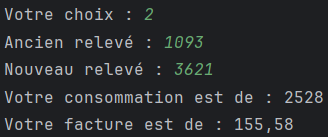 Votre choix : 2
Ancien relevé : 1093
Nouveau relevé : 3621
Votre consommation est de : 2528
Votre facture est de : 155,58